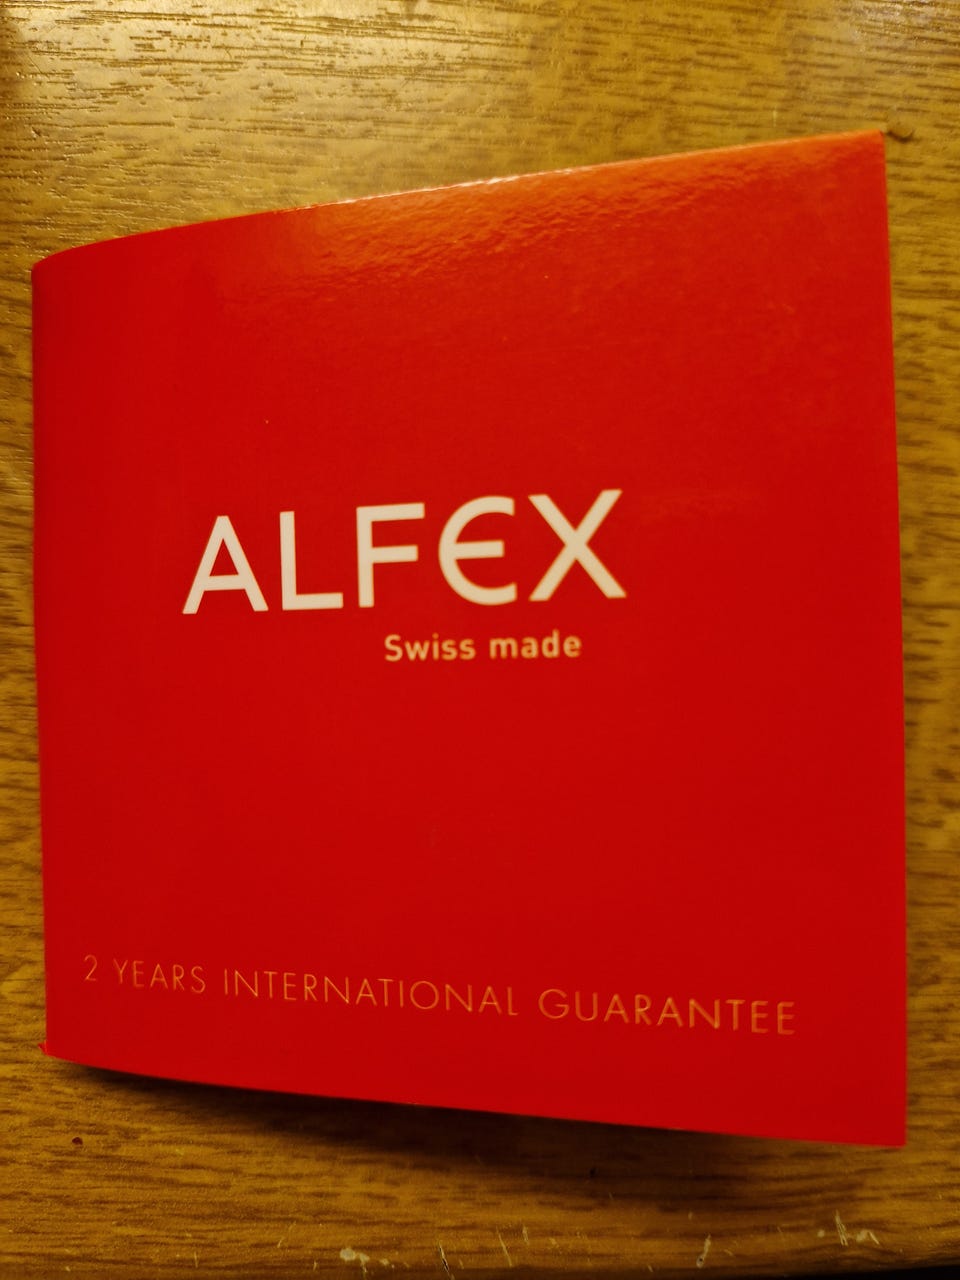 ALFEX
Swiss made
2 YEARS INTERNATIONAL GUARANTEE